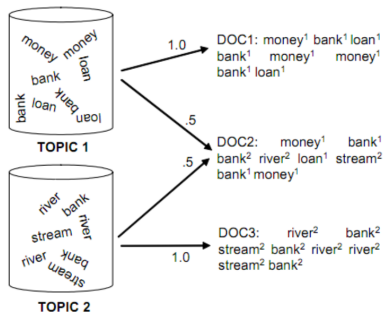 money
money
loan
bank
bank
loan
bank
loan
TOPIC 1
river
bank
river
stream
river
bank
stream
TOPIC 2
1.0
.5
.5
1.0
DOC1: money¹ bank¹ loan¹
bank¹ money¹ money¹
bank¹ loan¹
DOC2: money¹ bank¹
bank² river² loan¹ stream²
bank¹ money¹
DOC3: river² bank²
stream² bank² river² river²
stream² bank²